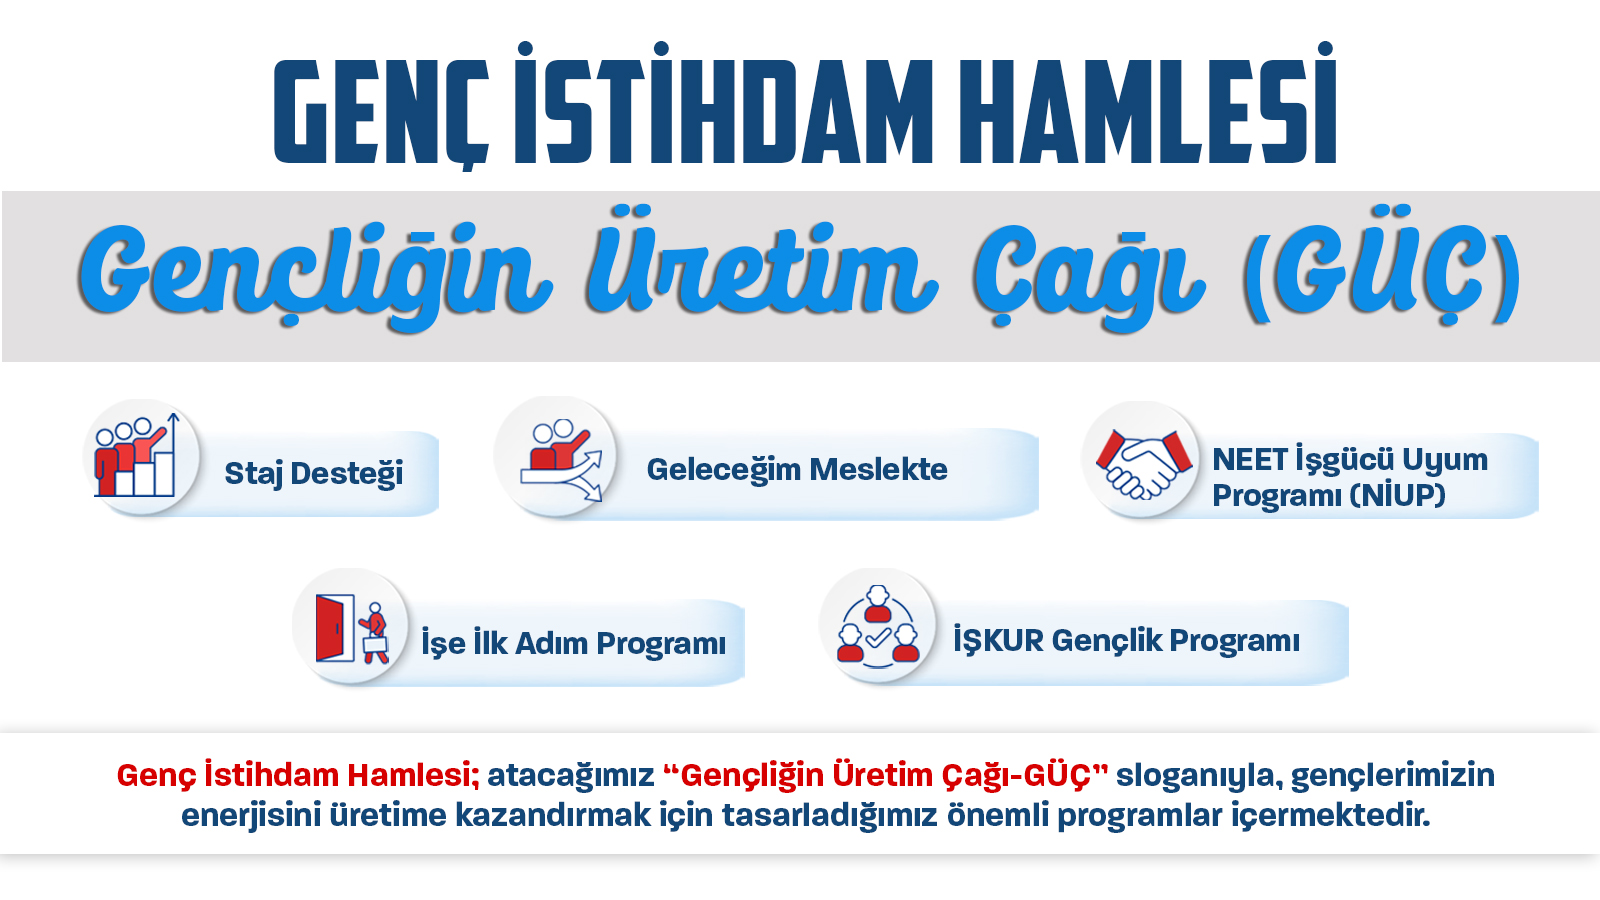 GENÇ İSTİHDAM HAMLESİ
Gençliğin Üretim Çağı (GÜÇ)
Staj Desteği
Geleceğim Meslekte
NEET İşgücü Uyum
Programı (NİUP)
İşe İlk Adım Programı
İŞKUR Gençlik Programı
Genç İstihdam Hamlesi; atacağımız “Gençliğin Üretim Çağı-GÜÇ” sloganıyla, gençlerimizin
enerjisini üretime kazandırmak için tasarladığımız önemli programlar içermektedir.